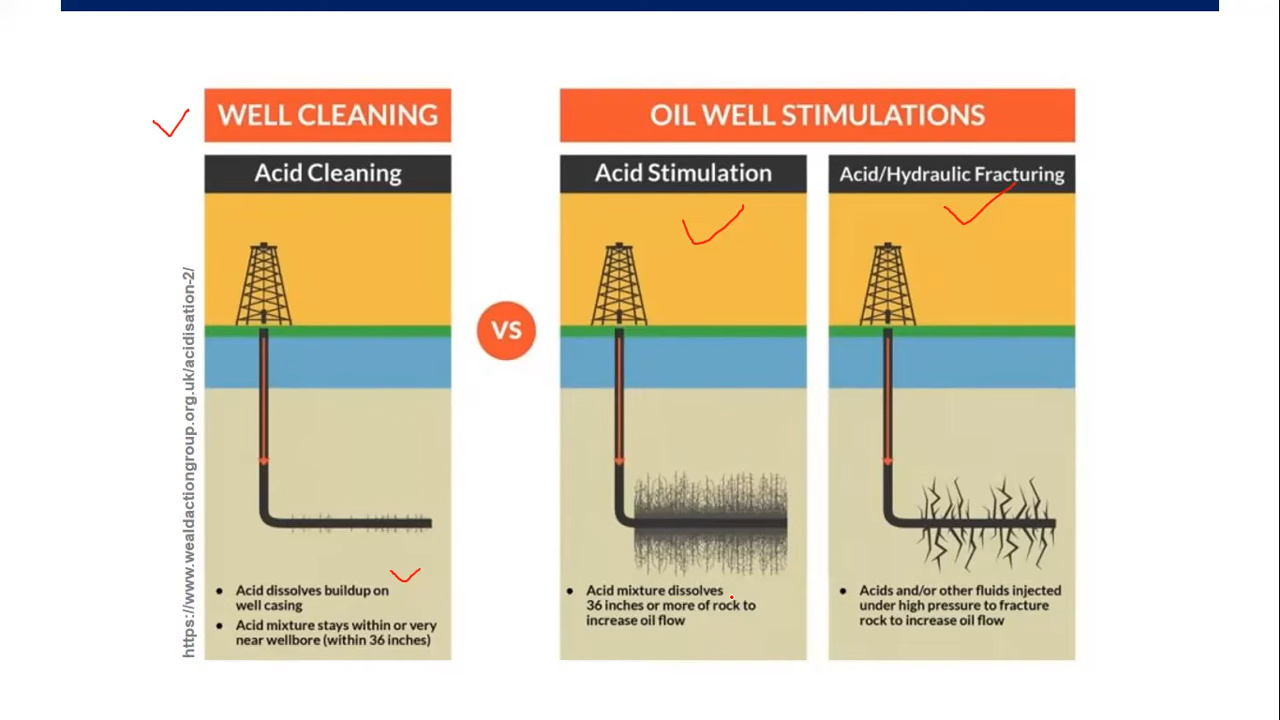 WELL CLEANING
Acid Cleaning
• Acid dissolves buildup on
well casing
• Acid mixture stays within or very
near wellbore (within 36 inches)
VS
OIL WELL STIMULATIONS
Acid Stimulation
• Acid mixture dissolves
36 inches or more of rock to
increase oil flow
Acid/Hydraulic Fracturing
• Acids and/or other fluids injected
under high pressure to fracture
rock to increase oil flow
https://www.wealdactiongroup.org.uk/acidisation-2/